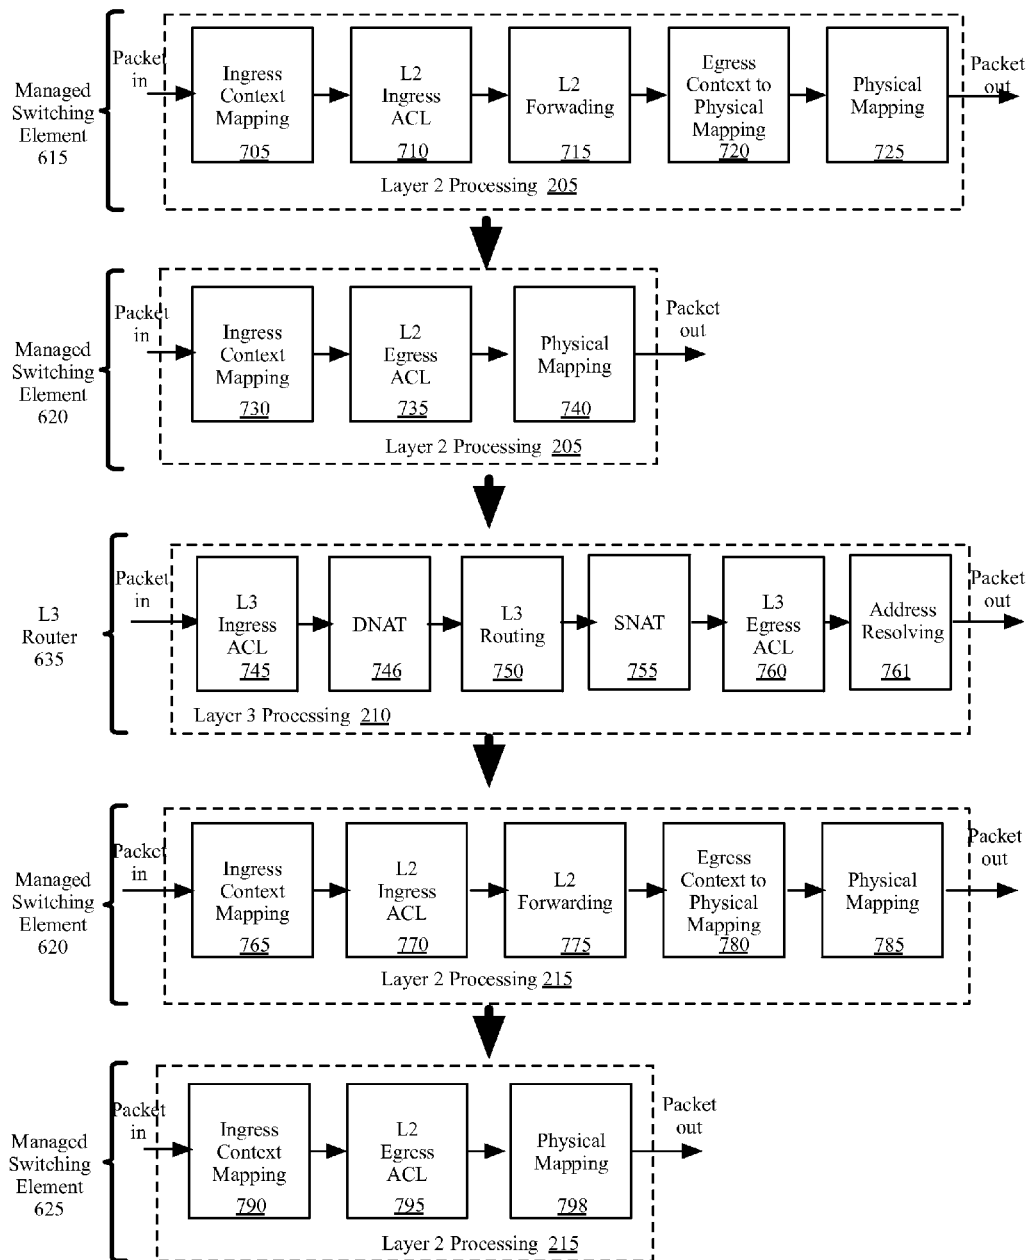 Managed
Switching
Element
615
Packet
in
Ingress
Context
Mapping
705
L2
Ingress
ACL
710
L2
Forwading
715
Egress
Context to
Physical
Mapping
720
Physical
Mapping
725
Packet
out
Layer 2 Processing 205
Managed
Switching
Element
620
Packet
in
Ingress
Context
Mapping
730
L2
Egress
ACL
735
Physical
Mapping
740
Packet
out
Layer 2 Processing 205
L3
Router
635
Packet
in
L3
Ingress
ACL
745
DNAT
746
L3
Routing
750
SNAT
755
L3
Egress
ACL
760
Address
Resolving
761
Packet
out
Layer 3 Processing 210
Managed
Switching
Element
620
Packet
in
Ingress
Context
Mapping
765
L2
Ingress
ACL
770
L2
Forwarding
775
Egress
Context to
Physical
Mapping
780
Physical
Mapping
785
Packet
out
Layer 2 Processing 215
Managed
Switching
Element
625
Packet
in
Ingress
Context
Mapping
790
L2
Egress
ACL
795
Physical
Mapping
798
Packet
out
Layer 2 Processing 215